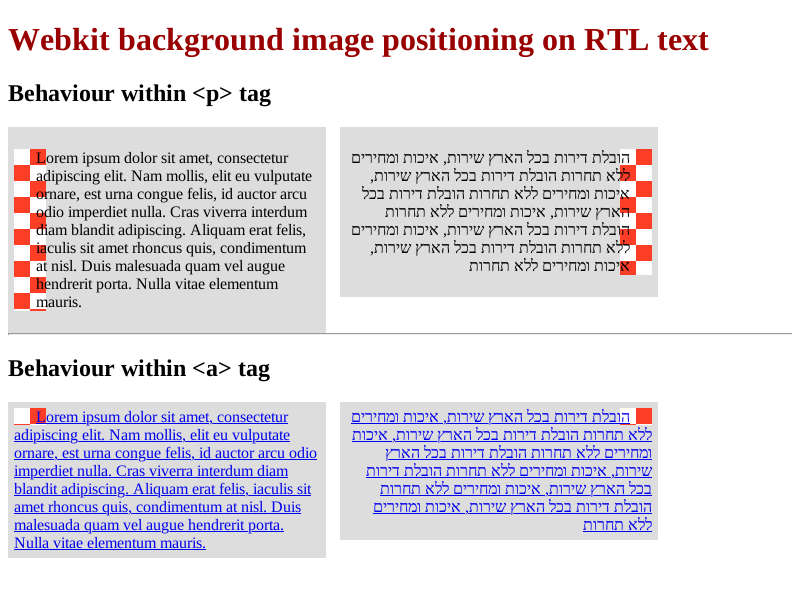 Webkit background image positioning on RTL text
Behaviour within <p> tag
Lorem ipsum dolor sit amet, consectetur
adipiscing elit. Nam mollis, elit eu vulputate
ornare, est urna congue felis, id auctor arcu
odio imperdiet nulla. Cras viverra interdum
diam blandit adipiscing. Aliquam erat felis,
iaculis sit amet rhoncus quis, condimentum
at nisl. Duis malesuada quam vel augue
hendrerit porta. Nulla vitae elementum
mauris.
הובלת דירות בכל הארץ שירות, איכות ומחירים
ללא תחרות הובלת דירות בכל הארץ שירות,
איכות ומחירים ללא תחרות הובלת דירות בכל
הארץ שירות, איכות ומחירים ללא תחרות
הובלת דירות בכל הארץ שירות, איכות ומחירים
ללא תחרות הובלת דירות בכל הארץ שירות,
איכות ומחירים ללא תחרות
Behaviour within <a> tag
Lorem ipsum dolor sit amet, consectetur
adipiscing elit. Nam mollis, elit eu vulputate
ornare, est urna congue felis, id auctor arcu odio
imperdiet nulla. Cras viverra interdum diam
blandit adipiscing. Aliquam erat felis, iaculis sit
amet rhoncus quis, condimentum at nisl. Duis
malesuada quam vel augue hendrerit porta.
Nulla vitae elementum mauris.
הובלת דירות בכל הארץ שירות, איכות ומחירים
ללא תחרות הובלת דירות בכל הארץ שירות, איכות
ומחירים ללא תחרות הובלת דירות בכל הארץ
שירות, איכות ומחירים ללא תחרות הובלת דירות
בכל הארץ שירות, איכות ומחירים ללא תחרות
הובלת דירות בכל הארץ שירות, איכות ומחירים
ללא תחרות